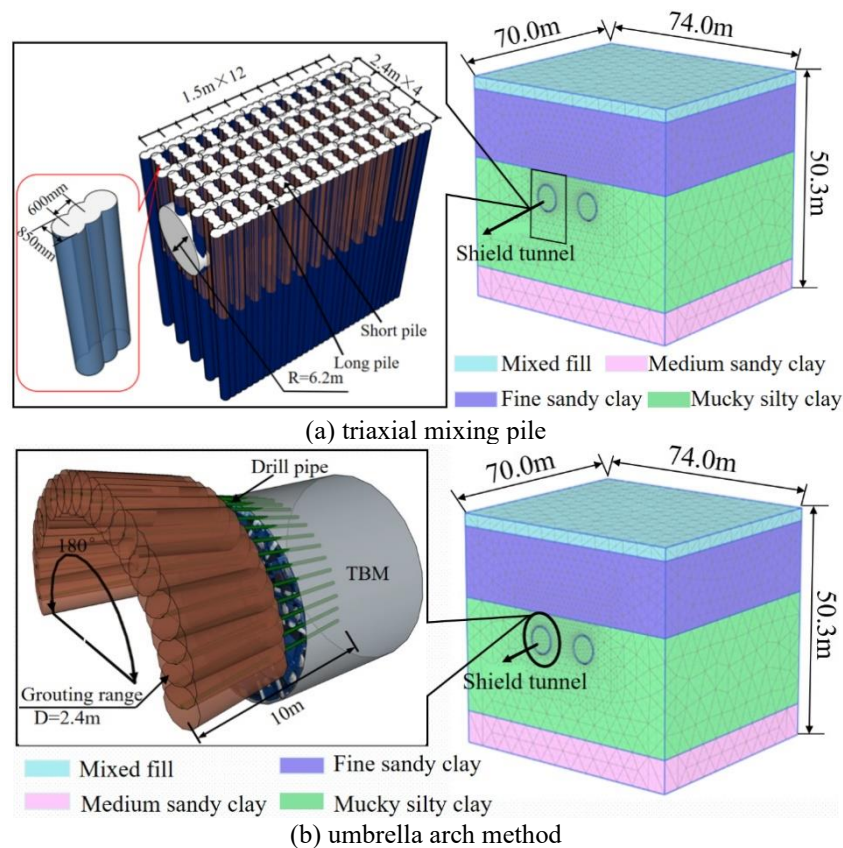 70.0m
74.0m
1.5m×12
2.4m×4
600mm
850mm
50.3m
Shield tunnel
Short pile
Long pile
R=6.2m
Mixed fill
Medium sandy clay
Fine sandy clay
Mucky silty clay
(a) triaxial mixing pile
Drill pipe
70.0m
74.0m
180°
TBM
50.3m
Shield tunnel
Grouting range
D=2.4m
10m
Mixed fill
Fine sandy clay
Medium sandy clay
Mucky silty clay
(b) umbrella arch method